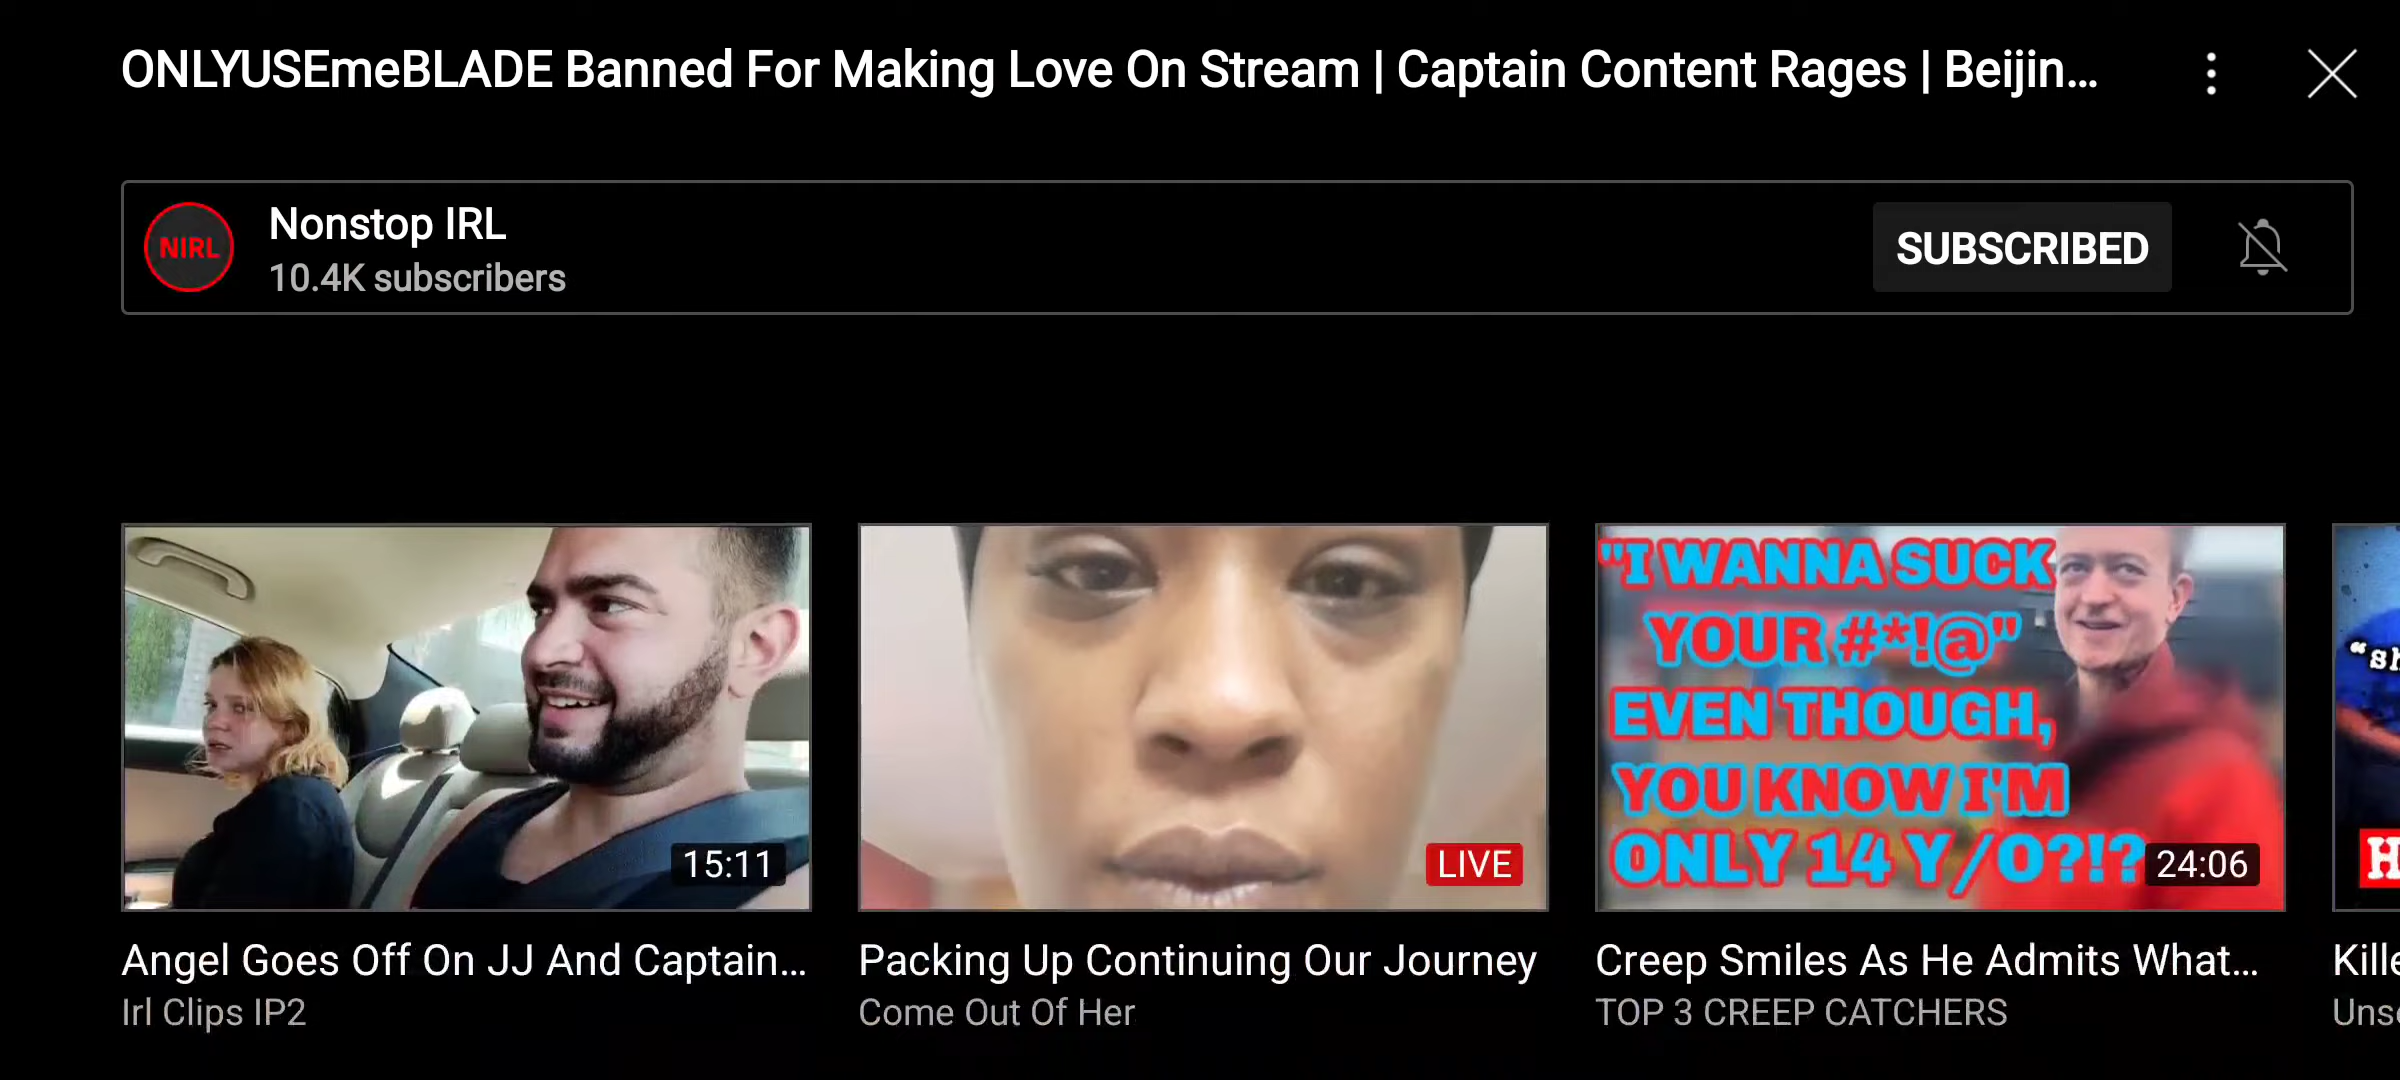 ONLYUSEmeBLADE Banned For Making Love On Stream | Captain Content Rages | Beijin...
NIRL
Nonstop IRL
10.4K subscribers
SUBSCRIBED
"I WANNA SUCK
YOUR #*!@"
EVEN THOUGH,
YOU KNOW I'M
ONLY 14 Y/O?!?
"sh
H
15:11
LIVE
24:06
Angel Goes Off On JJ And Captain...
Irl Clips IP2
Packing Up Continuing Our Journey
Come Out Of Her
Creep Smiles As He Admits What...
TOP 3 CREEP CATCHERS
Kille
Unso